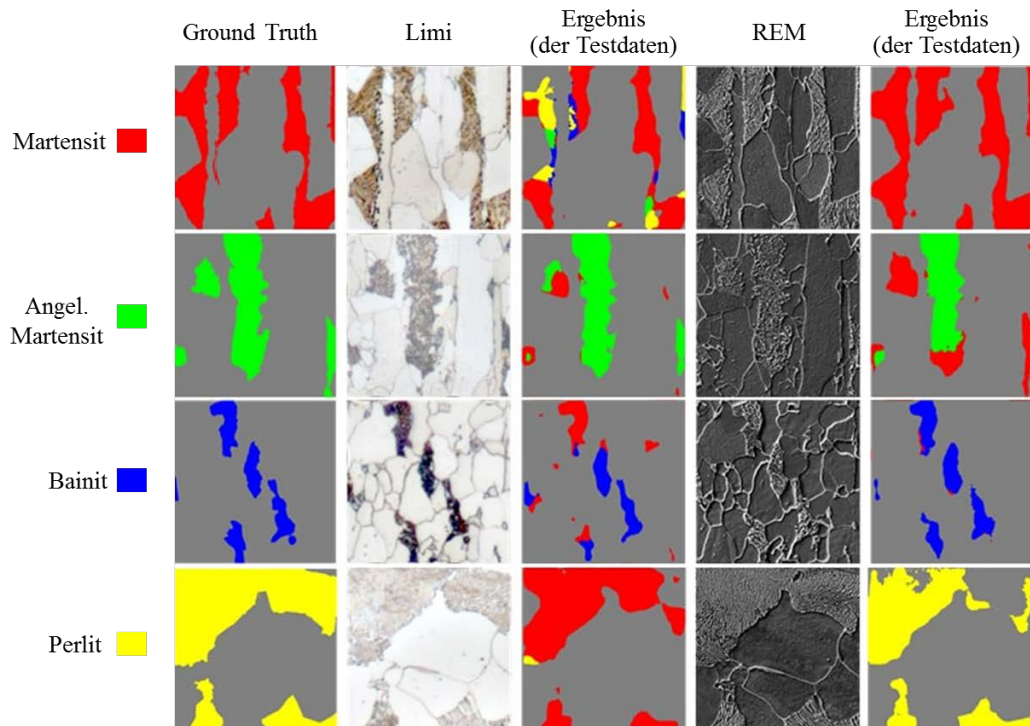 Ground Truth
Limi
Ergebnis
(der Testdaten)
REM
Ergebnis
(der Testdaten)
Martensit
Angel.
Martensit
Bainit
Perlit